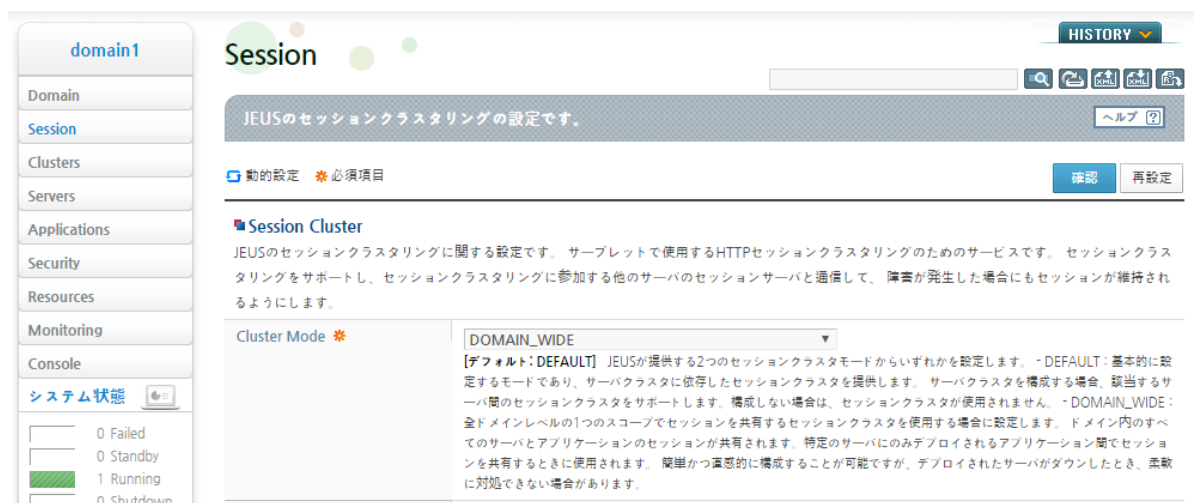 domain1
Domain
Session
Clusters
Servers
Applications
Security
Resources
Monitoring
Console
システム状態
0 Failed
0 Standby
1 Running
0 Shutdown
Session
HISTORY
XML
XML
JEUSのセッションクラスタリングの設定です。
ヘルプ ?
動的設定 必須項目
確認 再設定
Session Cluster
JEUSのセッションクラスタリングに関する設定です。 サーブレットで使用するHTTPセッションクラスタリングのためのサービスです。 セッションクラス
タリングをサポートし、セッションクラスタリングに参加する他のサーバのセッションサーバと通信して、 障害が発生した場合にもセッションが維持され
るようにします。
Cluster Mode
DOMAIN_WIDE
[デフォルト: DEFAULT] JEUSが提供する2つのセッションクラスタモードからいずれかを設定します。 - DEFAULT : 基本的に設
定するモードであり、サーバクラスタに依存したセッションクラスタを提供します。 サーバクラスタを構成する場合、該当するサ
ーバ間のセッションクラスタをサポートします。構成しない場合は、セッションクラスタが使用されません。 - DOMAIN_WIDE :
全ドメインレベルの1つのスコープでセッションを共有するセッションクラスタを使用する場合に設定します。 ドメイン内のすべ
てのサーバとアプリケーションのセッションが共有されます。特定のサーバにのみデプロイされるアプリケーション間でセッショ
ンを共有するときに使用されます。 簡単かつ直感的に構成することが可能ですが、デプロイされたサーバがダウンしたとき、柔軟
に対処できない場合があります。